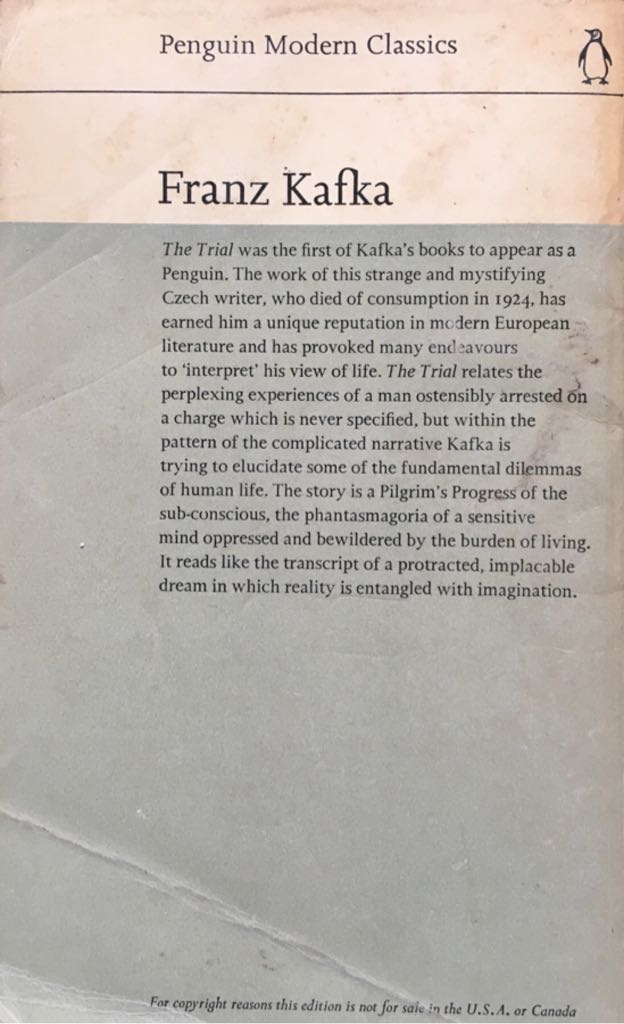 Penguin Modern Classics
Franz Kafka
The Trial was the first of Kafka's books to appear as a
Penguin. The work of this strange and mystifying
Czech writer, who died of consumption in 1924, has
earned him a unique reputation in modern European
literature and has provoked many endeavours
to 'interpret' his view of life. The Trial relates the
perplexing experiences of a man ostensibly arrested on
a charge which is never specified, but within the
pattern of the complicated narrative Kafka is
trying to elucidate some of the fundamental dilemmas
of human life. The story is a Pilgrim's Progress of the
sub-conscious, the phantasmagoria of a sensitive
mind oppressed and bewildered by the burden of living.
It reads like the transcript of a protracted, implacable
dream in which reality is entangled with imagination.
For copyright reasons this edition is not for sale in the U.S.A. or Canada